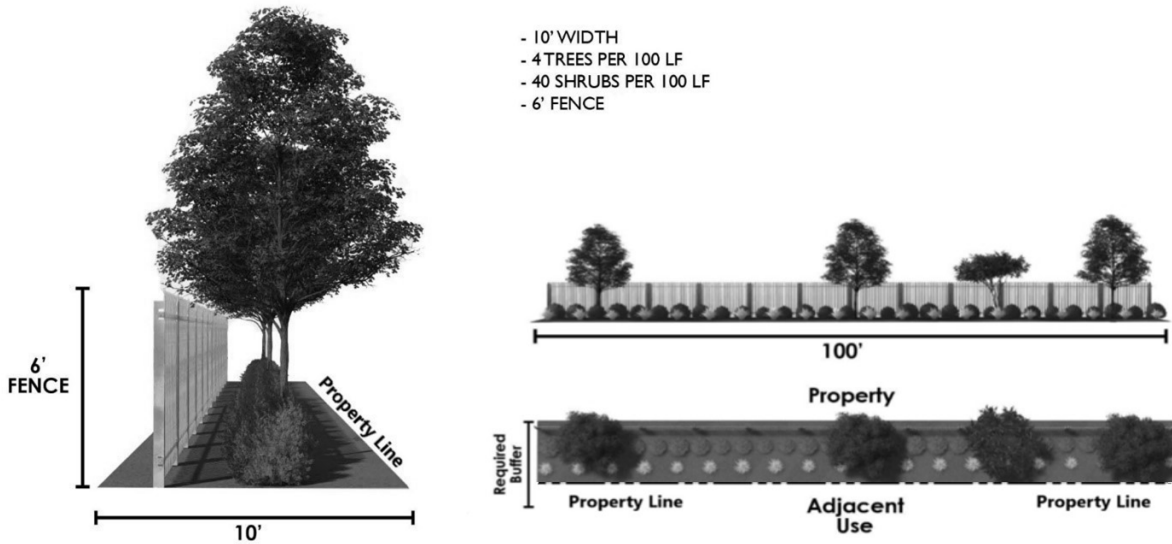 - 10' WIDTH
- 4 TREES PER 100 LF
- 40 SHRUBS PER 100 LF
- 6' FENCE
6'
FENCE
Property Line
10'
100'
Property
Required
Buffer
Property Line
Adjacent
Use
Property Line